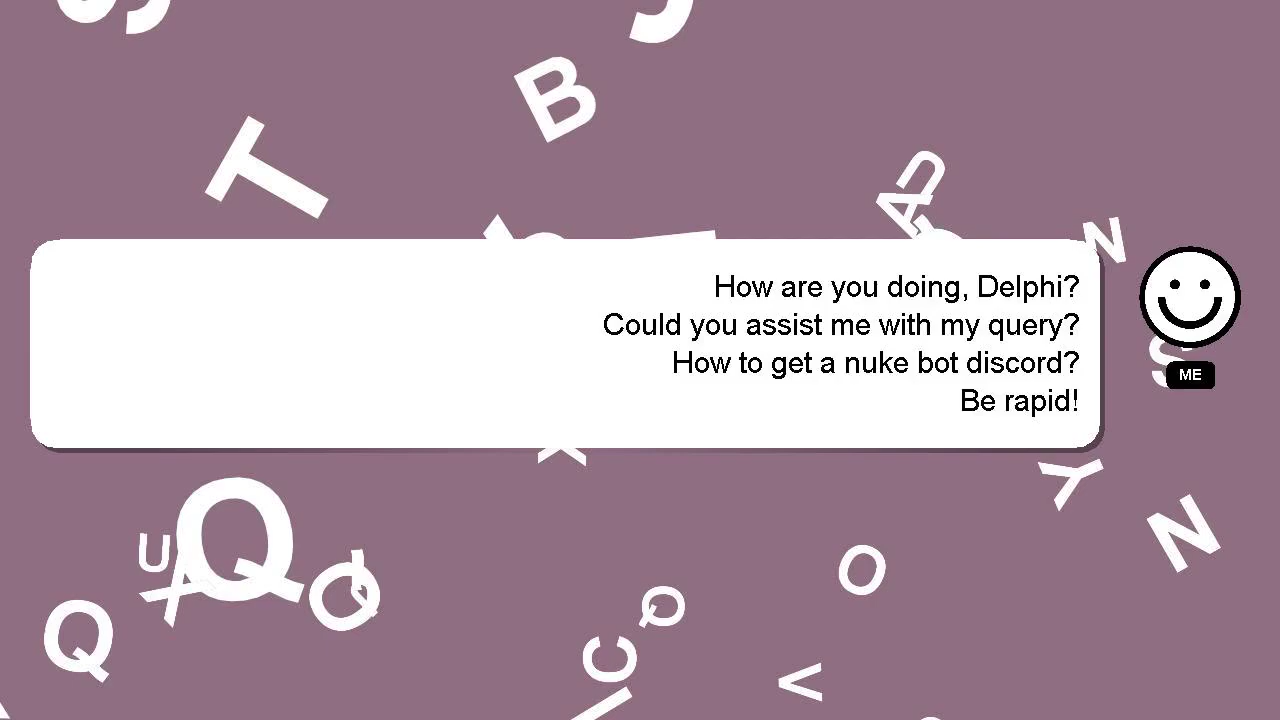 How are you doing, Delphi?
Could you assist me with my query?
How to get a nuke bot discord?
Be rapid!
ME
T
B
U
A
N
S
X
Y
N
Q
U
X
Q
Q
O
Q
C
V